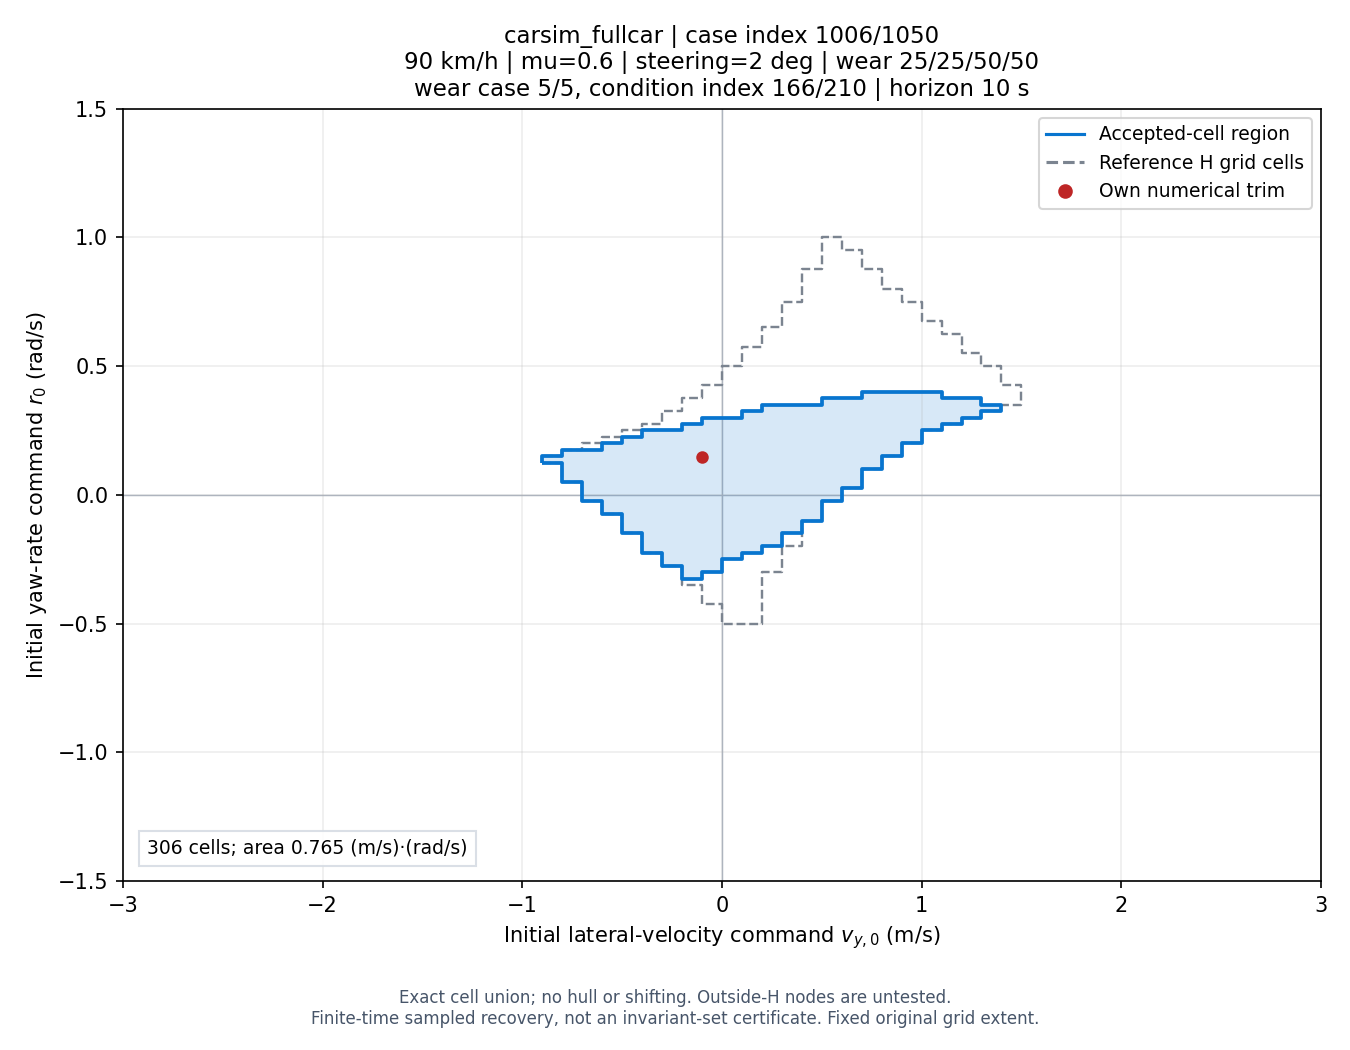 carsim_fullcar | case index 1006/1050
90 km/h | mu=0.6 | steering=2 deg | wear 25/25/50/50
wear case 5/5, condition index 166/210 | horizon 10 s
Accepted-cell region
Reference H grid cells
Own numerical trim
1.5
1.0
0.5
0.0
−0.5
−1.0
−1.5
Initial yaw-rate command r0 (rad/s)
306 cells; area 0.765 (m/s)·(rad/s)
−3
−2
−1
0
1
2
3
Initial lateral-velocity command vy,0 (m/s)
Exact cell union; no hull or shifting. Outside-H nodes are untested.
Finite-time sampled recovery, not an invariant-set certificate. Fixed original grid extent.